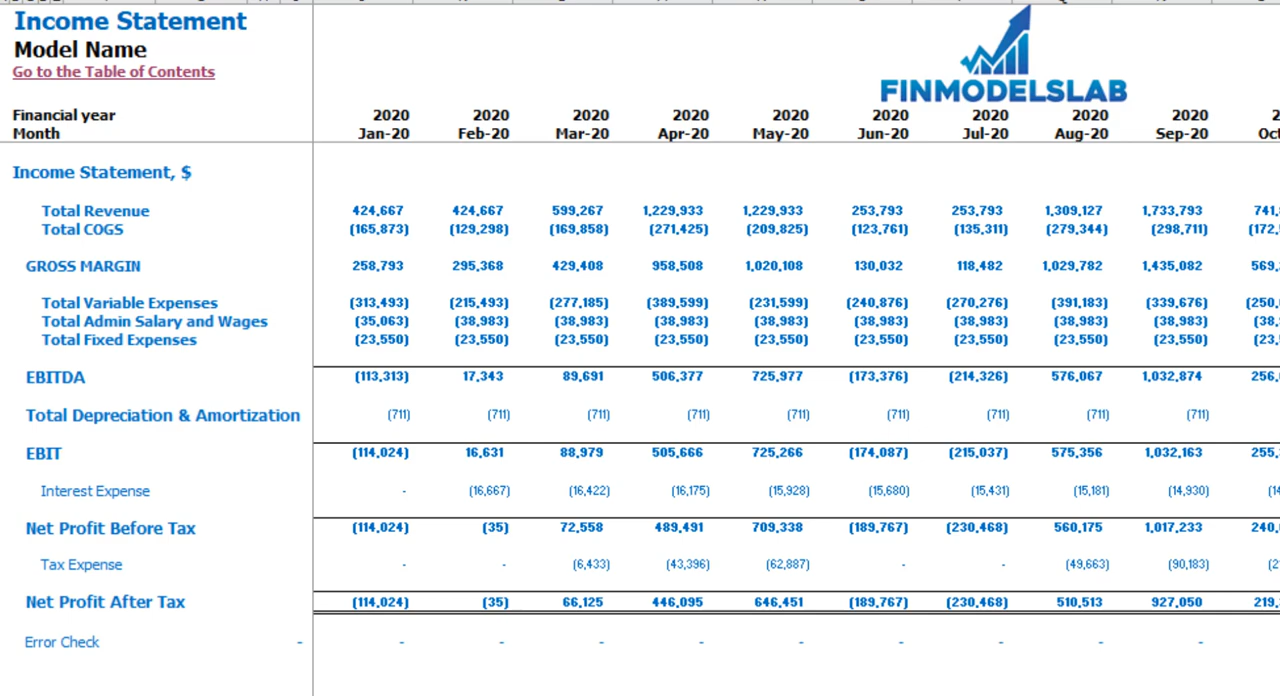 Income Statement
Model Name
Go to the Table of Contents
FINMODELSLAB
Financial year 2020 2020 2020 2020 2020 2020 2020 2020 2020
Month Jan-20 Feb-20 Mar-20 Apr-20 May-20 Jun-20 Jul-20 Aug-20 Sep-20
Income Statement, $
Total Revenue 424,667 424,667 599,267 1,229,933 1,229,933 253,793 253,793 1,309,127 1,733,793
Total COGS (165,873) (129,298) (169,858) (271,425) (209,825) (123,761) (135,311) (279,344) (298,711)
GROSS MARGIN 258,793 295,368 429,408 958,508 1,020,108 130,032 118,482 1,029,782 1,435,082
Total Variable Expenses (313,493) (215,493) (277,185) (389,599) (231,599) (240,876) (270,276) (391,183) (339,676)
Total Admin Salary and Wages (35,063) (38,983) (38,983) (38,983) (38,983) (38,983) (38,983) (38,983) (38,983)
Total Fixed Expenses (23,550) (23,550) (23,550) (23,550) (23,550) (23,550) (23,550) (23,550) (23,550)
EBITDA (113,313) 17,343 89,691 506,377 725,977 (173,376) (214,326) 576,067 1,032,874
Total Depreciation & Amortization (711) (711) (711) (711) (711) (711) (711) (711) (711)
EBIT (114,024) 16,631 88,979 505,666 725,266 (174,087) (215,037) 575,356 1,032,163
Interest Expense - (16,667) (16,422) (16,175) (15,928) (15,680) (15,431) (15,181) (14,930)
Net Profit Before Tax (114,024) (35) 72,558 489,491 709,338 (189,767) (230,468) 560,175 1,017,233
Tax Expense - - (6,433) (43,396) (62,887) - - (49,663) (90,183)
Net Profit After Tax (114,024) (35) 66,125 446,095 646,451 (189,767) (230,468) 510,513 927,050
Error Check - - - - - - - - - -